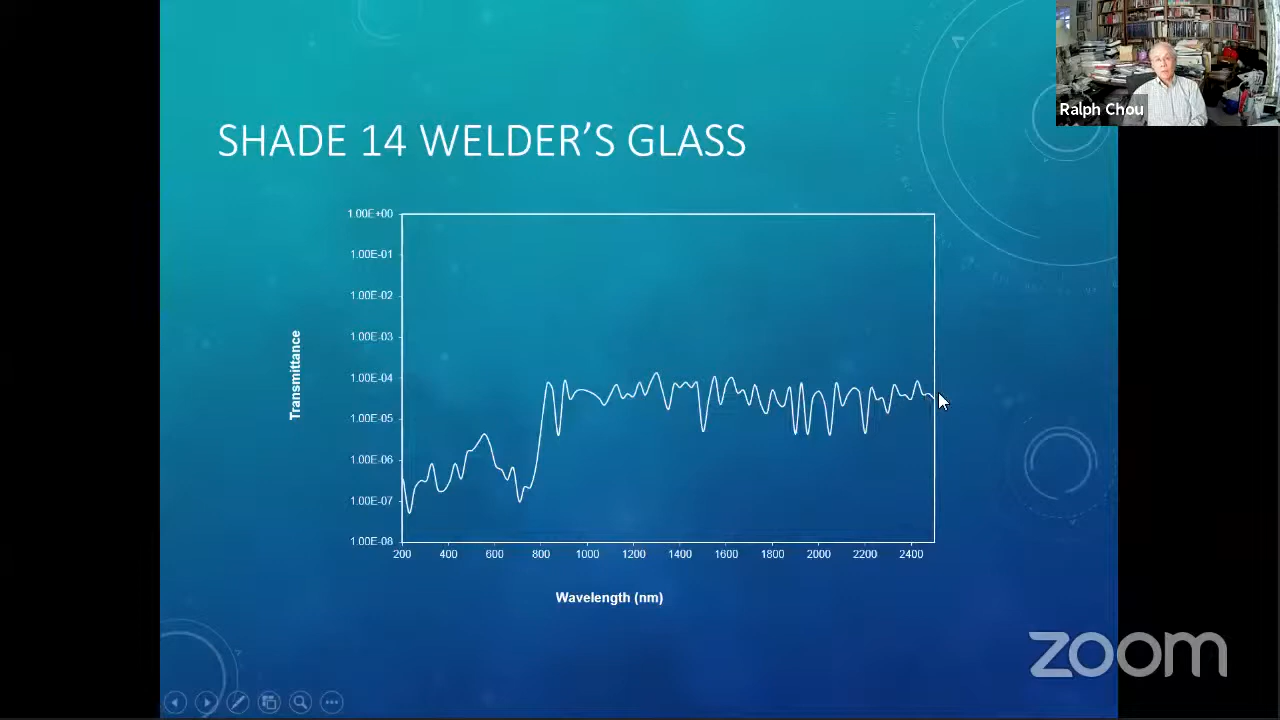 Ralph Chou
SHADE 14 WELDER'S GLASS
1.00E+00
1.00E-01
1.00E-02
1.00E-03
1.00E-04
1.00E-05
1.00E-06
1.00E-07
1.00E-08
Transmittance
200 400 600 800 1000 1200 1400 1600 1800 2000 2200 2400
Wavelength (nm)
zoom